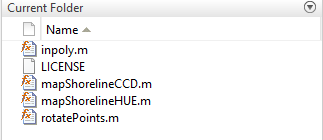 Current Folder
Name
inpoly.m
LICENSE
mapShorelineCCD.m
mapShorelineHUE.m
rotatePoints.m